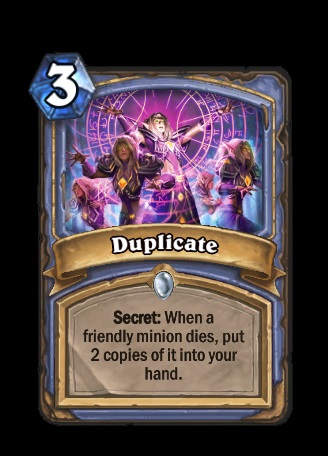 3
Duplicate
Secret: When a
friendly minion dies, put
2 copies of it into your
hand.